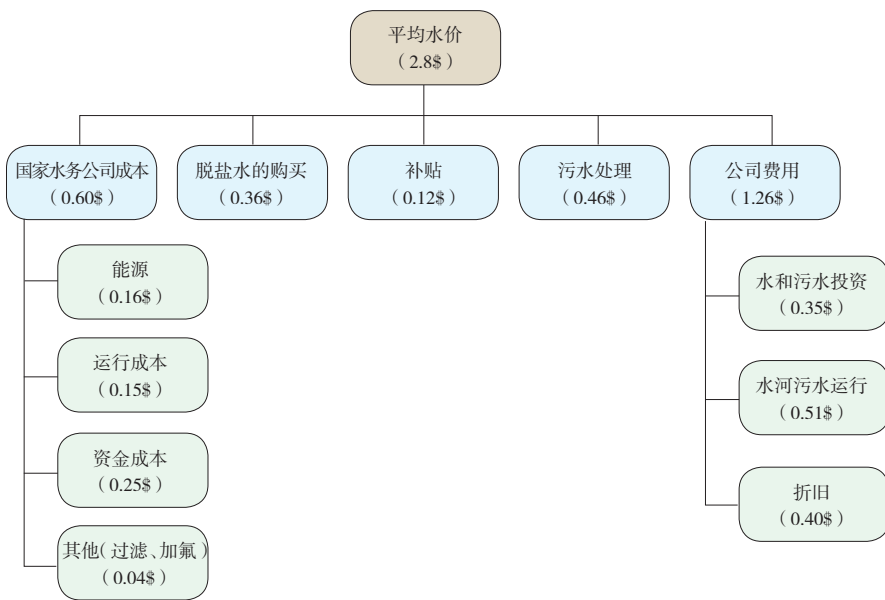 平均水价
（2.8$）
国家水务公司成本
（0.60$）
脱盐水的购买
（0.36$）
补贴
（0.12$）
污水处理
（0.46$）
公司费用
（1.26$）
能源
（0.16$）
运行成本
（0.15$）
资金成本
（0.25$）
其他（过滤、加氟）
（0.04$）
水和污水投资
（0.35$）
水河污水运行
（0.51$）
折旧
（0.40$）